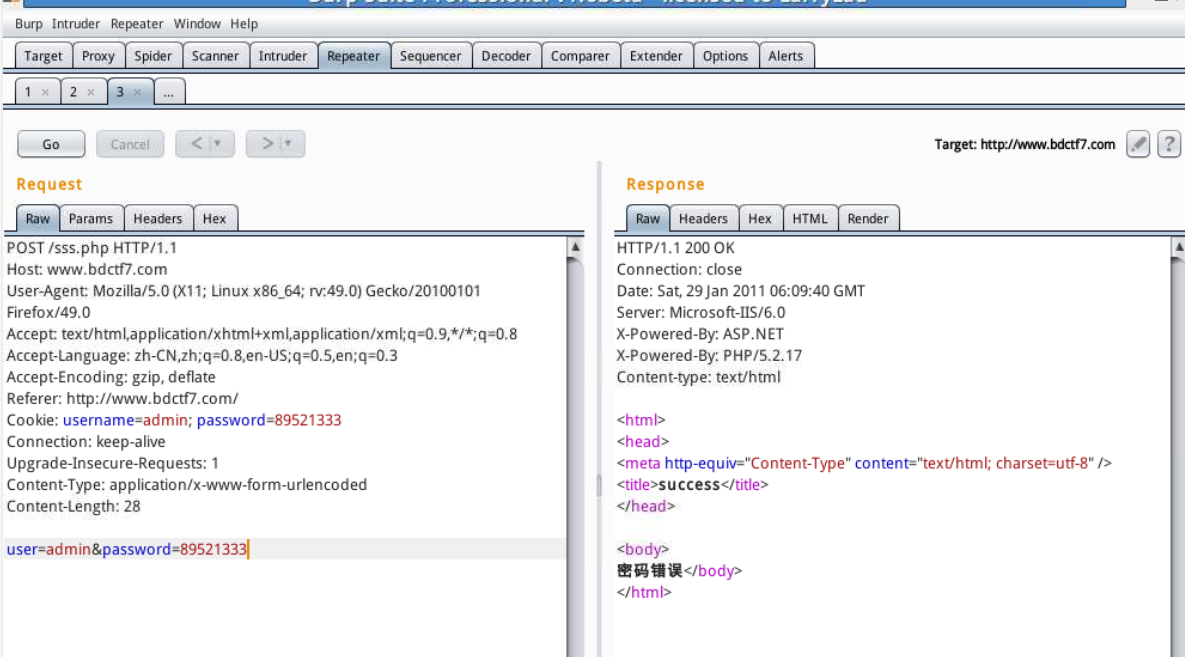 Burp Intruder Repeater Window Help
Target Proxy Spider Scanner Intruder Repeater Sequencer Decoder Comparer Extender Options Alerts
1 × 2 × 3 × ...
Go Cancel < > Target: http://www.bdctf7.com ?
Request
Raw Params Headers Hex
POST /sss.php HTTP/1.1
Host: www.bdctf7.com
User-Agent: Mozilla/5.0 (X11; Linux x86_64; rv:49.0) Gecko/20100101
Firefox/49.0
Accept: text/html,application/xhtml+xml,application/xml;q=0.9,*/*;q=0.8
Accept-Language: zh-CN,zh;q=0.8,en-US;q=0.5,en;q=0.3
Accept-Encoding: gzip, deflate
Referer: http://www.bdctf7.com/
Cookie: username=admin; password=89521333
Connection: keep-alive
Upgrade-Insecure-Requests: 1
Content-Type: application/x-www-form-urlencoded
Content-Length: 28
user=admin&password=89521333
Response
Raw Headers Hex HTML Render
HTTP/1.1 200 OK
Connection: close
Date: Sat, 29 Jan 2011 06:09:40 GMT
Server: Microsoft-IIS/6.0
X-Powered-By: ASP.NET
X-Powered-By: PHP/5.2.17
Content-type: text/html
<html>
<head>
<meta http-equiv="Content-Type" content="text/html; charset=utf-8" />
<title>success</title>
</head>
<body>
密码错误</body>
</html>